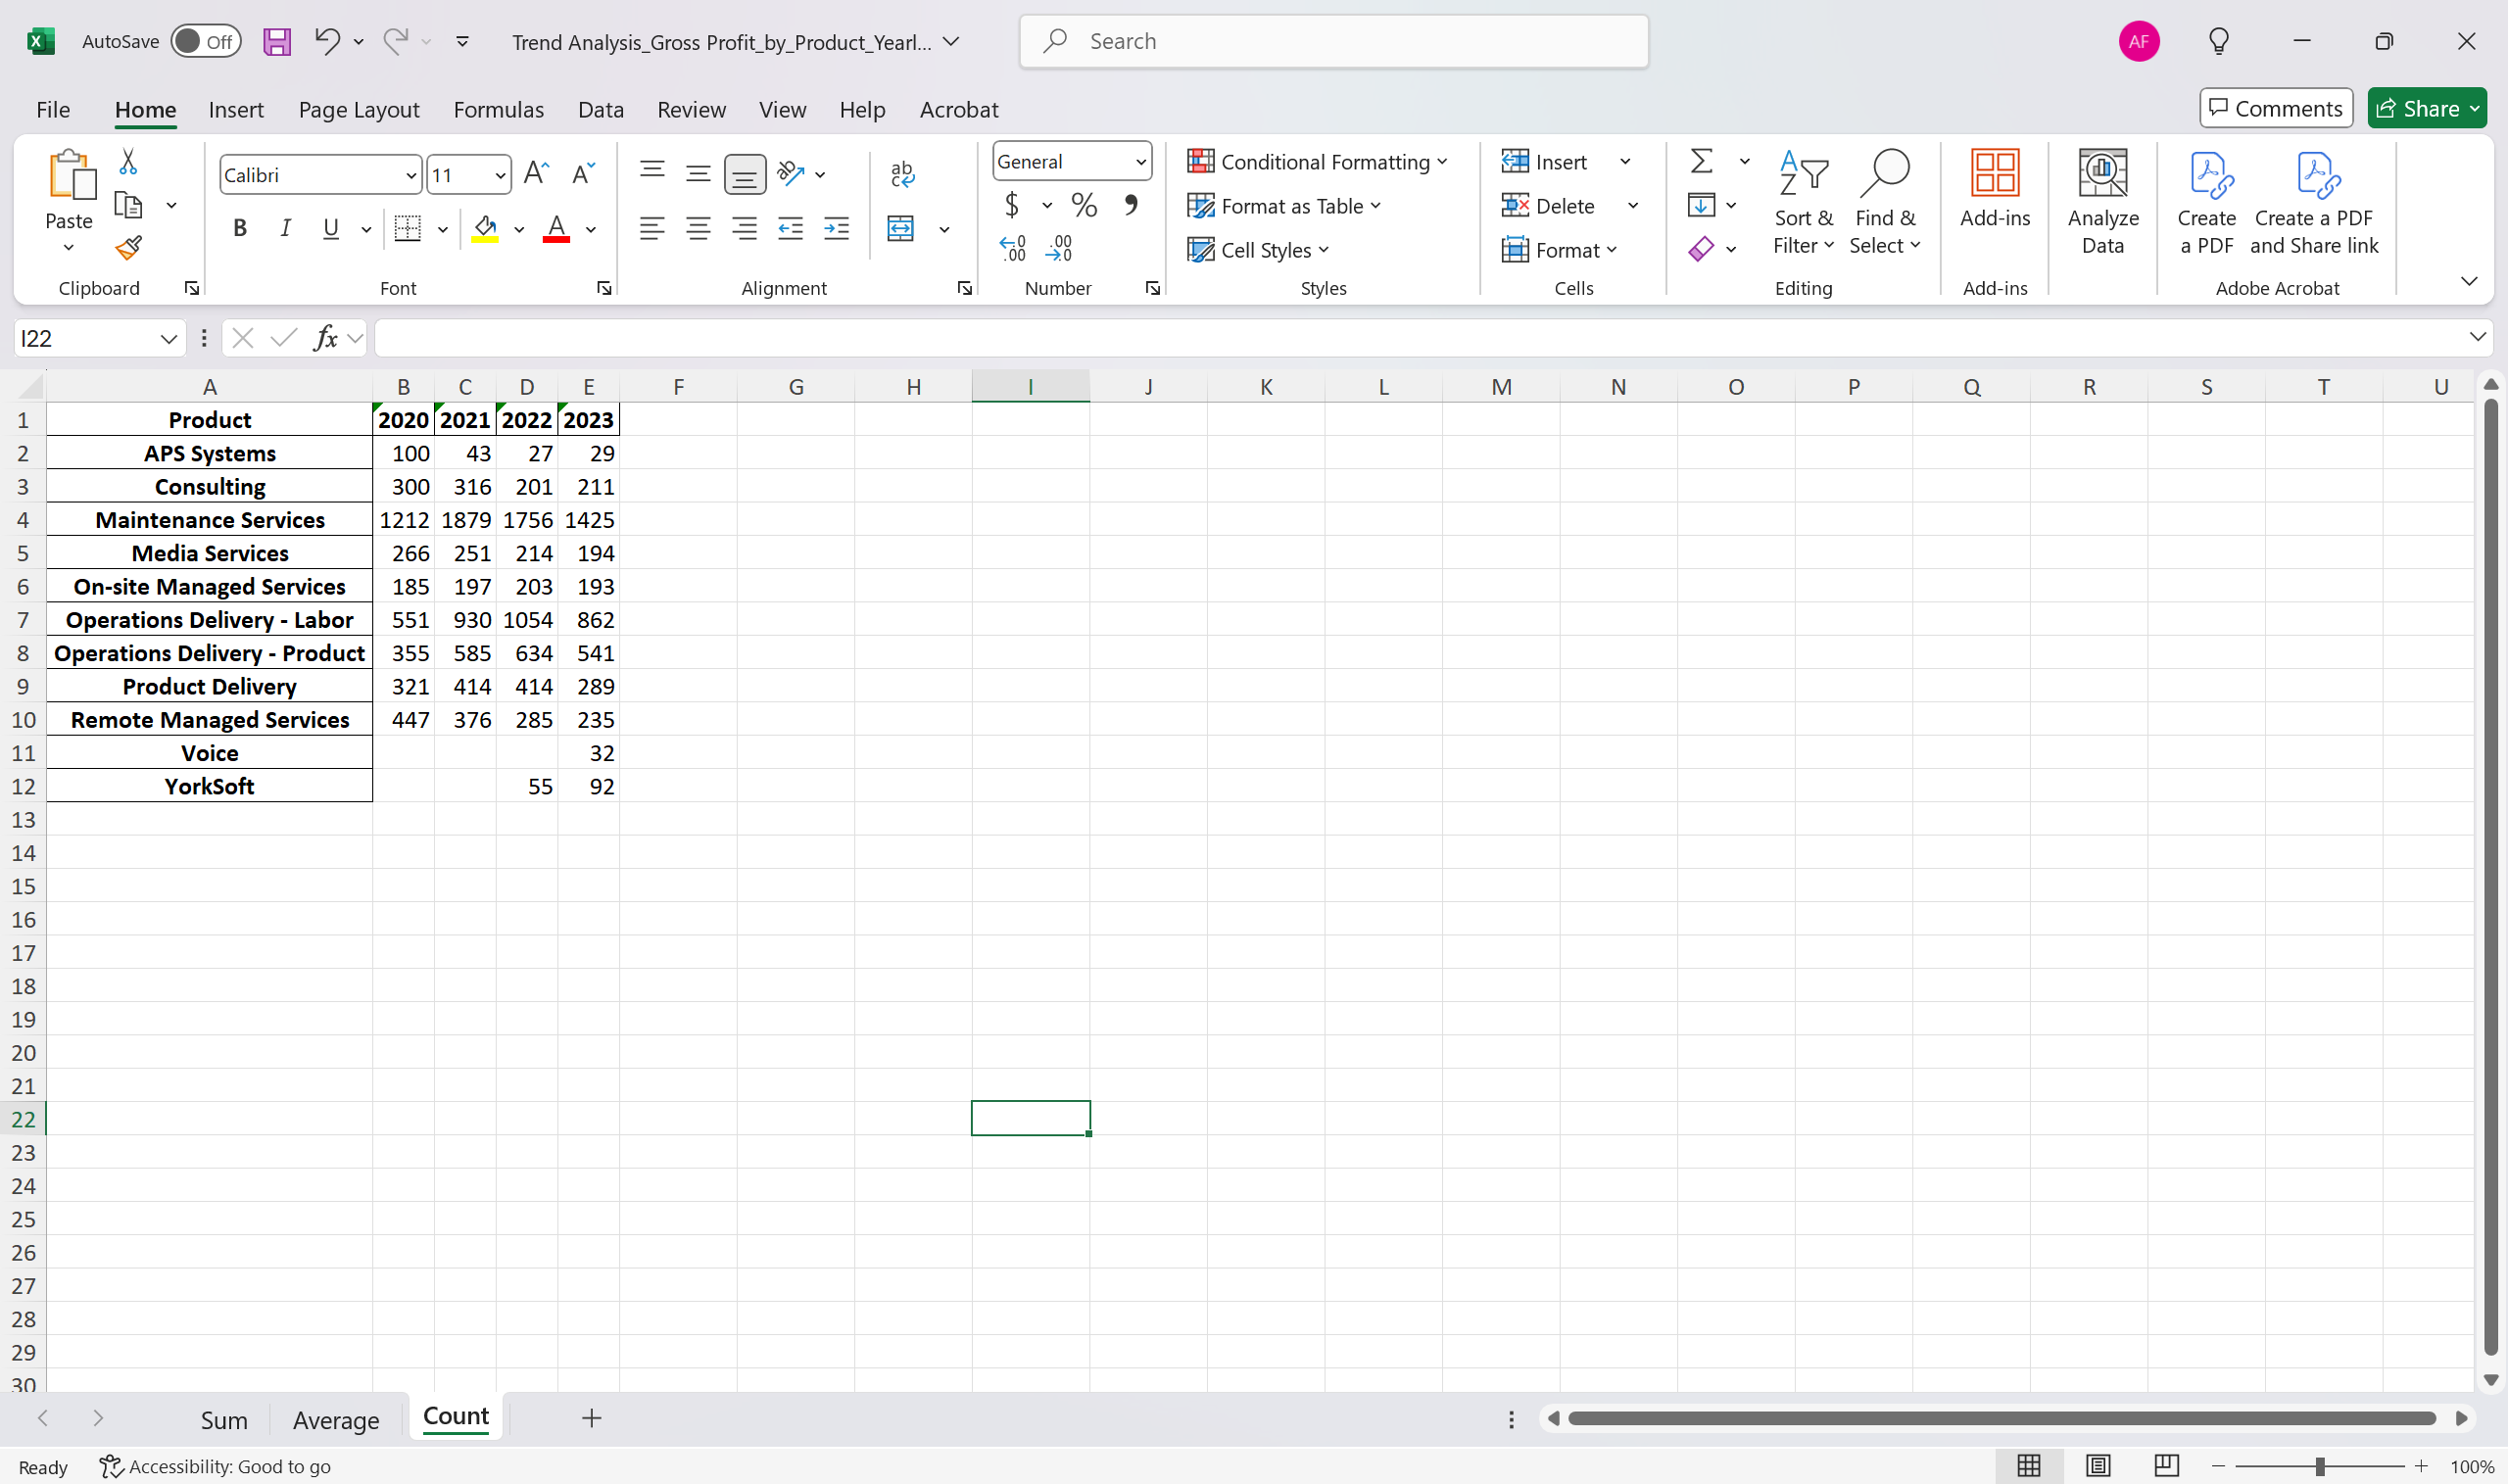 AutoSave Off Trend Analysis_Gross Profit_by_Product_Yearl... Search AF
File Home Insert Page Layout Formulas Data Review View Help Acrobat Comments Share
Paste
Calibri 11
B I U A
ab
General
$ % ,
Conditional Formatting
Format as Table
Cell Styles
Insert
Delete
Format
Sort & Filter
Find & Select
Add-ins
Analyze Data
Create a PDF
Create a PDF and Share link
Clipboard Font Alignment Number Styles Cells Editing Add-ins Adobe Acrobat
I22 fx
A B C D E F G H I J K L M N O P Q R S T U
1 Product 2020 2021 2022 2023
2 APS Systems 100 43 27 29
3 Consulting 300 316 201 211
4 Maintenance Services 1212 1879 1756 1425
5 Media Services 266 251 214 194
6 On-site Managed Services 185 197 203 193
7 Operations Delivery - Labor 551 930 1054 862
8 Operations Delivery - Product 355 585 634 541
9 Product Delivery 321 414 414 289
10 Remote Managed Services 447 376 285 235
11 Voice 32
12 YorkSoft 55 92
13
14
15
16
17
18
19
20
21
22
23
24
25
26
27
28
29
30
Sum Average Count
Ready Accessibility: Good to go 100%